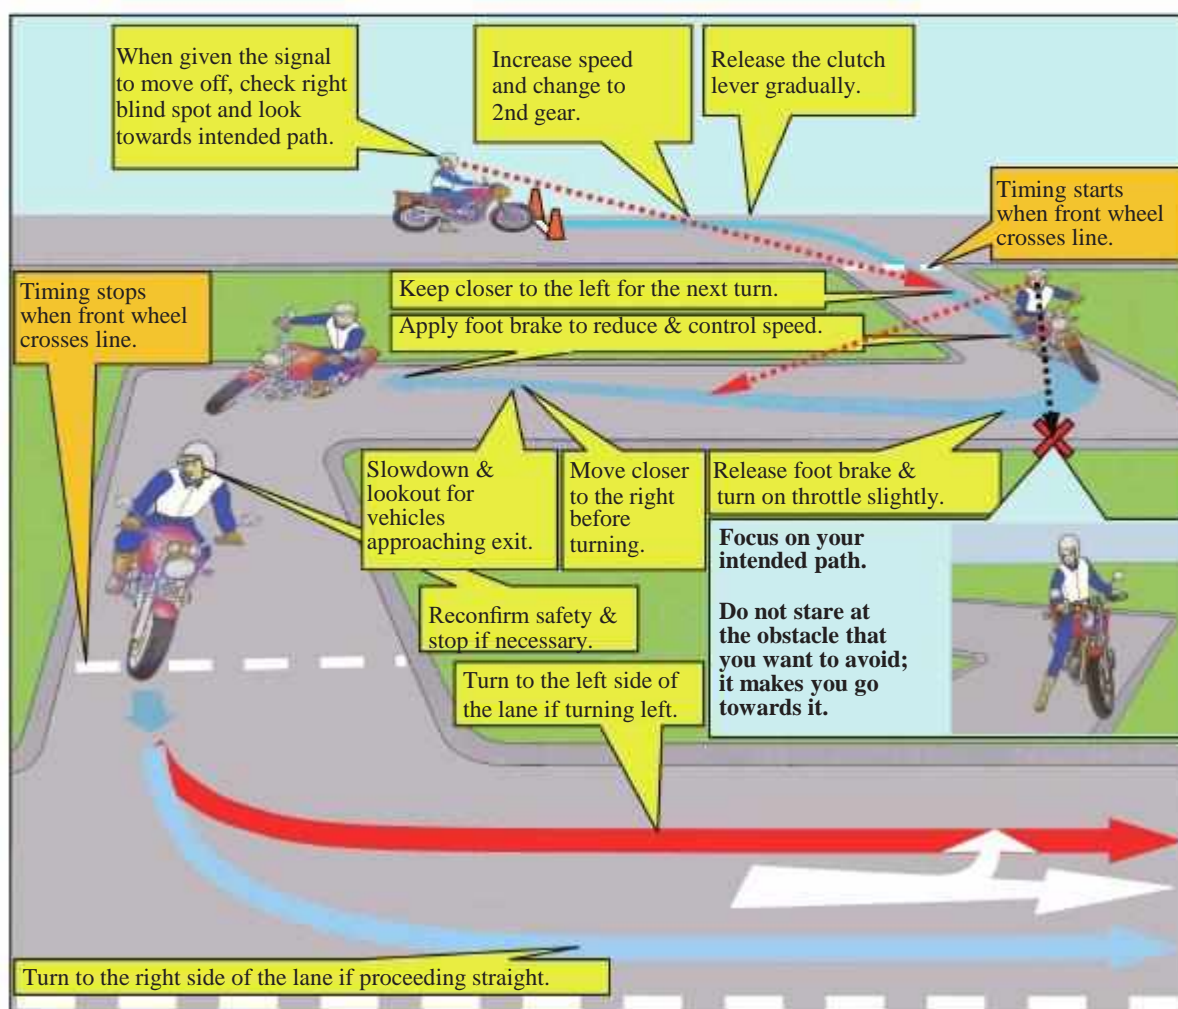 When given the signal
to move off, check right
blind spot and look
towards intended path.
Increase speed
and change to
2nd gear.
Release the clutch
lever gradually.
Timing starts
when front wheel
crosses line.
Keep closer to the left for the next turn.
Apply foot brake to reduce & control speed.
Timing stops
when front wheel
crosses line.
Slowdown &
lookout for
vehicles
approaching exit.
Move closer
to the right
before
turning.
Release foot brake &
turn on throttle slightly.
Focus on your
intended path.
Do not stare at
the obstacle that
you want to avoid;
it makes you go
towards it.
Reconfirm safety &
stop if necessary.
Turn to the left side of
the lane if turning left.
Turn to the right side of the lane if proceeding straight.